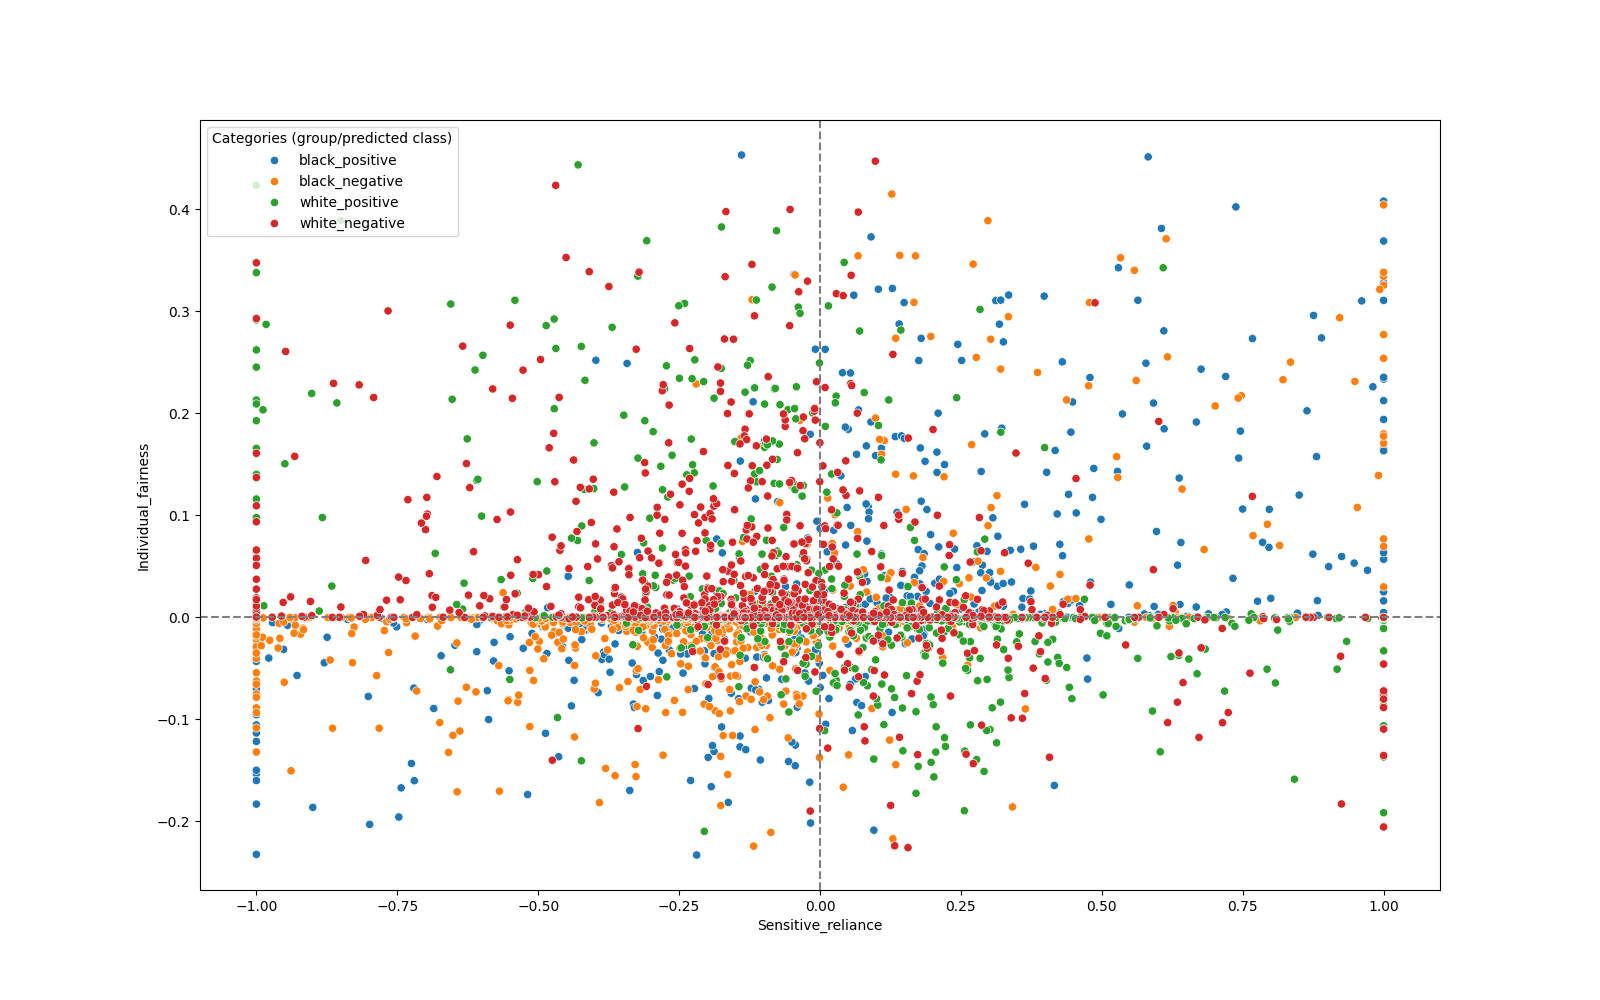 Categories (group/predicted class)
black_positive
black_negative
white_positive
white_negative
0.4
0.3
0.2
0.1
0.0
−0.1
−0.2
Individual_fairness
−1.00
−0.75
−0.50
−0.25
0.00
0.25
0.50
0.75
1.00
Sensitive_reliance